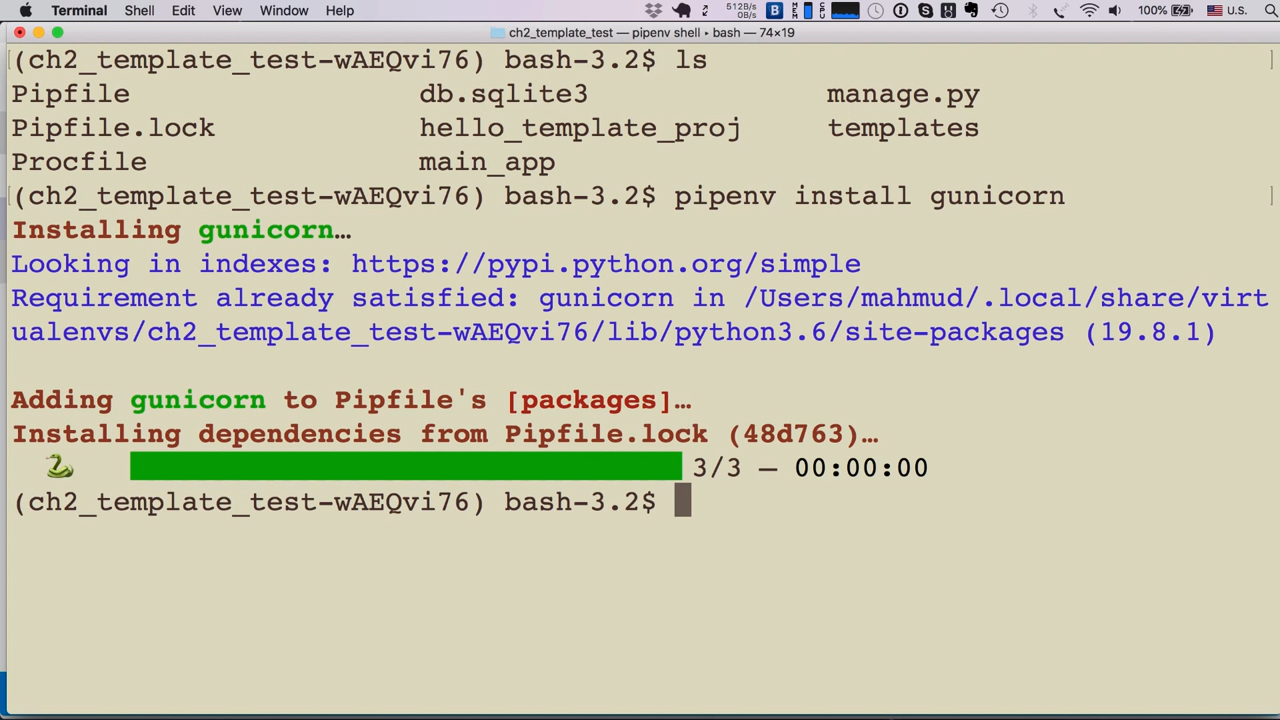 Terminal Shell Edit View Window Help 512B/s 0B/s 100% U.S.
ch2_template_test — pipenv shell ▸ bash — 74×19
(ch2_template_test-wAEQvi76) bash-3.2$ ls
Pipfile db.sqlite3 manage.py
Pipfile.lock hello_template_proj templates
Procfile main_app
(ch2_template_test-wAEQvi76) bash-3.2$ pipenv install gunicorn
Installing gunicorn…
Looking in indexes: https://pypi.python.org/simple
Requirement already satisfied: gunicorn in /Users/mahmud/.local/share/virt
ualenvs/ch2_template_test-wAEQvi76/lib/python3.6/site-packages (19.8.1)
Adding gunicorn to Pipfile's [packages]…
Installing dependencies from Pipfile.lock (48d763)…
3/3 — 00:00:00
(ch2_template_test-wAEQvi76) bash-3.2$